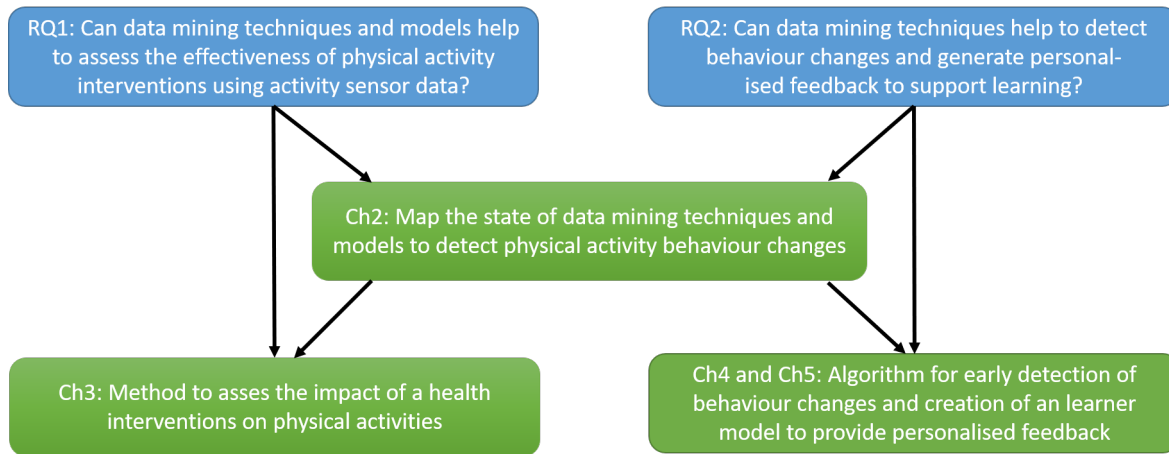 RQ1: Can data mining techniques and models help
to assess the effectiveness of physical activity
interventions using activity sensor data?
RQ2: Can data mining techniques help to detect
behaviour changes and generate personal-
ised feedback to support learning?
Ch2: Map the state of data mining techniques and
models to detect physical activity behaviour changes
Ch3: Method to asses the impact of a health
interventions on physical activities
Ch4 and Ch5: Algorithm for early detection of
behaviour changes and creation of an learner
model to provide personalised feedback